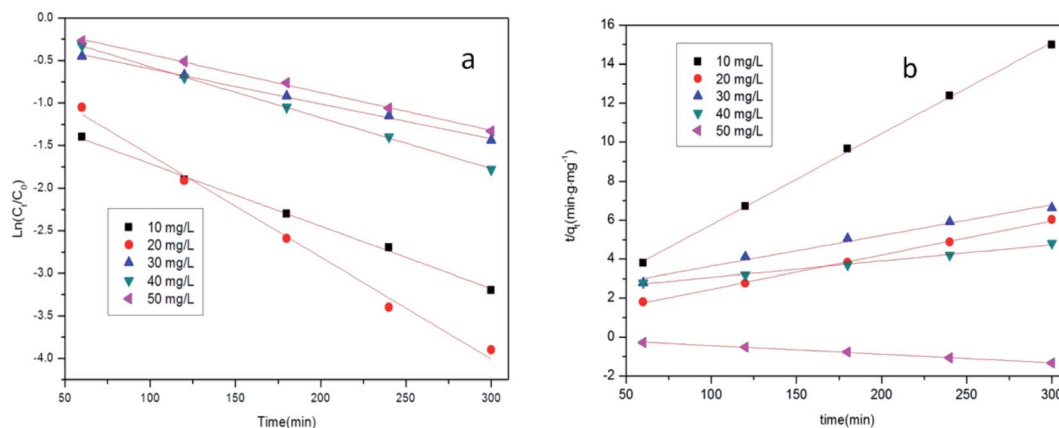 a
Ln(Ct/C0)
0.0
-0.5
-1.0
-1.5
-2.0
-2.5
-3.0
-3.5
-4.0
10 mg/L
20 mg/L
30 mg/L
40 mg/L
50 mg/L
50 100 150 200 250 300
Time(min)
b
t/qt(min·g·mg-1)
16
14
12
10
8
6
4
2
0
-2
10 mg/L
20 mg/L
30 mg/L
40 mg/L
50 mg/L
50 100 150 200 250 300
time(min)